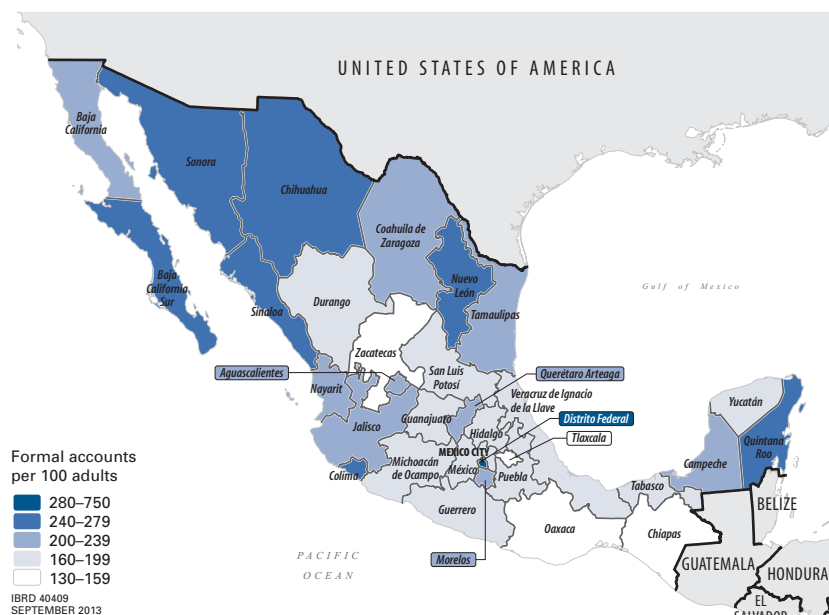 UNITED STATES OF AMERICA
Baja
California
Sonora
Chihuahua
Coahuila de
Zaragoza
Baja
California
Sur
Sinaloa
Durango
Nuevo
León
Tamaulipas
Gulf of Mexico
Zacatecas
Aguascalientes
San Luis
Potosí
Querétaro Arteaga
Nayarit
Veracruz de Ignacio
de la Llave
Yucatán
Jalisco
Guanajuato
Distrito Federal
Hidalgo
Tlaxcala
Quintana
Roo
MEXICO CITY
Campeche
Colima
Michoacán
de Ocampo
México
Puebla
Tabasco
Guerrero
Oaxaca
Chiapas
BELIZE
Morelos
PACIFIC
OCEAN
GUATEMALA
HONDURA
EL
SALVADOR
Formal accounts
per 100 adults
280–750
240–279
200–239
160–199
130–159
IBRD 40409
SEPTEMBER 2013